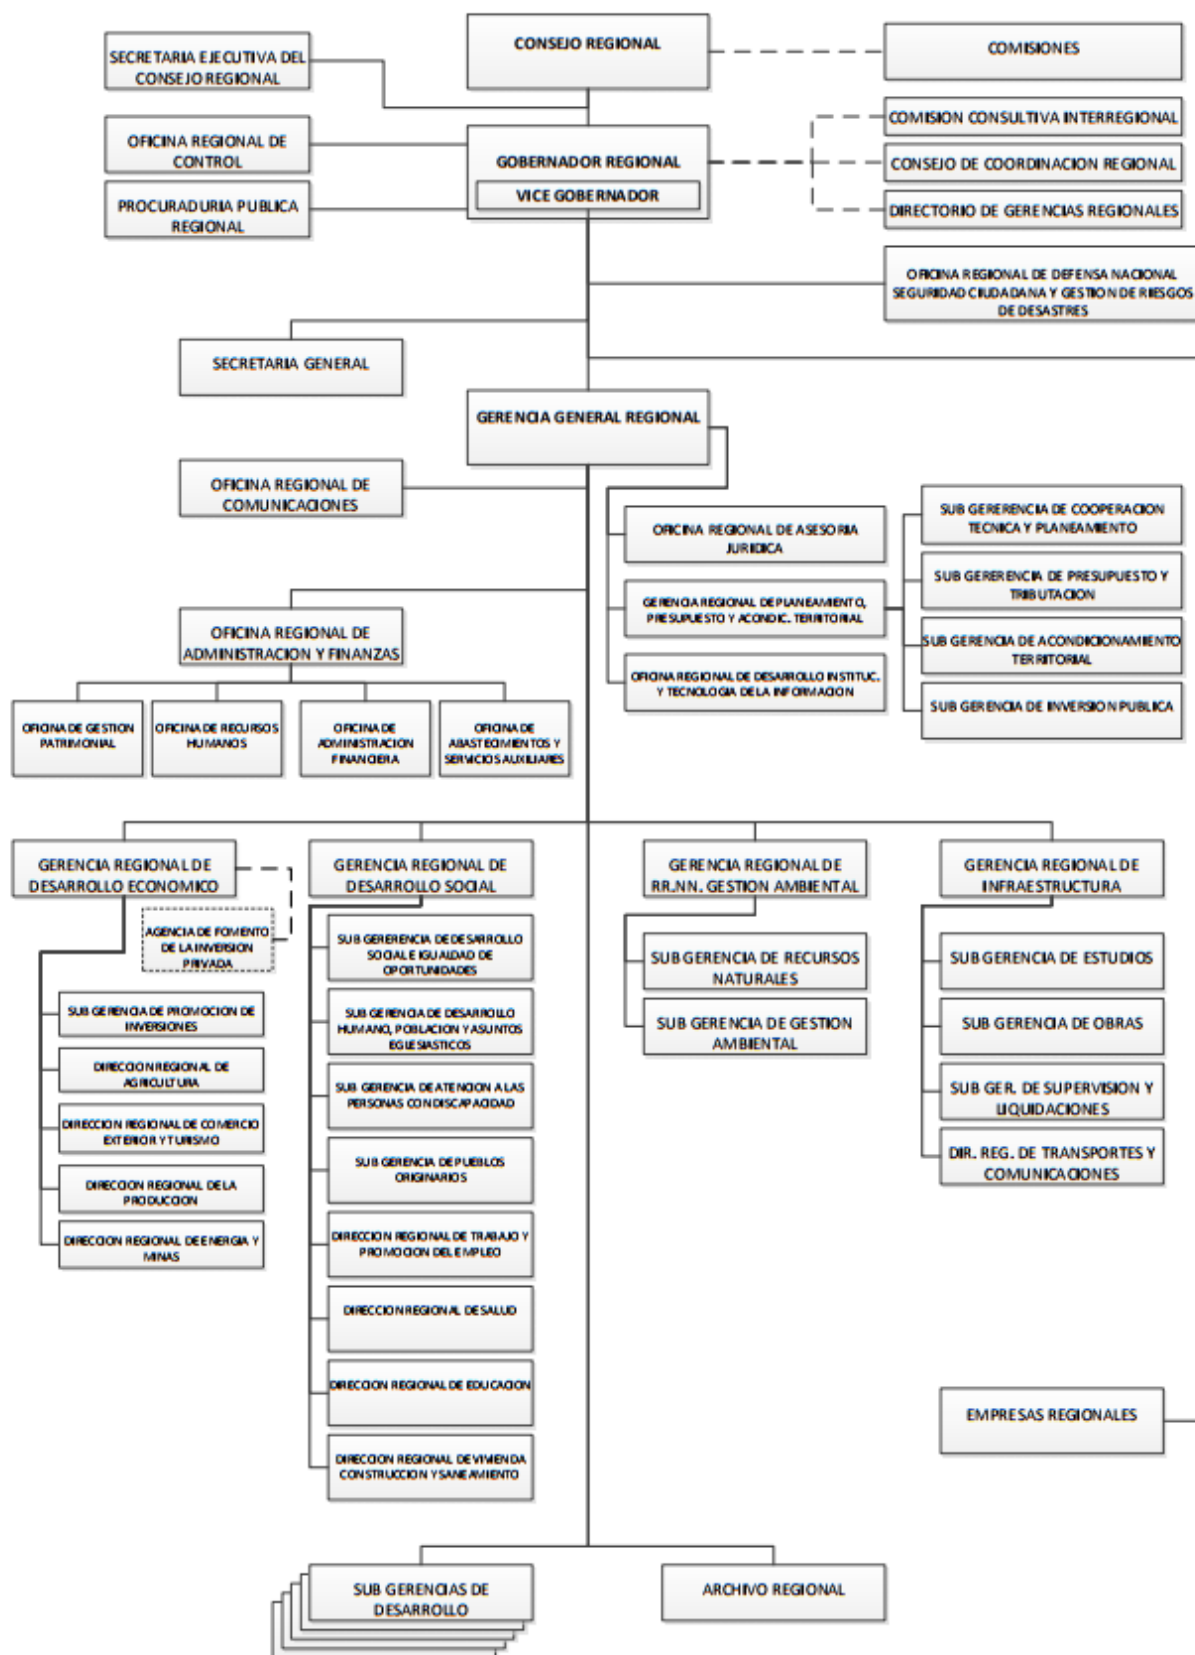 CONSEJO REGIONAL
COMISIONES
SECRETARIA EJECUTIVA DEL
CONSEJO REGIONAL
COMISION CONSULTIVA INTERREGIONAL
OFICINA REGIONAL DE
CONTROL
GOBERNADOR REGIONAL
CONSEJO DE COORDINACION REGIONAL
VICE GOBERNADOR
PROCURADURIA PUBLICA
REGIONAL
DIRECTORIO DE GERENCIAS REGIONALES
OFICINA REGIONAL DE DEFENSA NACIONAL
SEGURIDAD CIUDADANA Y GESTION DE RIESGOS
DE DESASTRES
SECRETARIA GENERAL
GERENCIA GENERAL REGIONAL
OFICINA REGIONAL DE
COMUNICACIONES
OFICINA REGIONAL DE ASESORIA
JURIDICA
GERENCIA REGIONAL DE PLANEAMIENTO,
PRESUPUESTO Y ACONDIC. TERRITORIAL
OFICINA REGIONAL DE DESARROLLO INSTITUC.
Y TECNOLOGIA DE LA INFORMACION
SUB GERERENCIA DE COOPERACION
TECNICA Y PLANEAMIENTO
SUB GERERENCIA DE PRESUPUESTO Y
TRIBUTACION
SUB GERENCIA DE ACONDICIONAMIENTO
TERRITORIAL
SUB GERENCIA DE INVERSION PUBLICA
OFICINA REGIONAL DE
ADMINISTRACION Y FINANZAS
OFICINA DE GESTION
PATRIMONIAL
OFICINA DE RECURSOS
HUMANOS
OFICINA DE
ADMINISTRACION
FINANCIERA
OFICINA DE
ABASTECIMIENTOS Y
SERVICIOS AUXILIARES
GERENCIA REGIONAL DE
DESARROLLO ECONOMICO
AGENCIA DE FOMENTO
DE LA INVERSION
PRIVADA
SUB GERENCIA DE PROMOCION DE
INVERSIONES
DIRECCION REGIONAL DE
AGRICULTURA
DIRECCION REGIONAL DE COMERCIO
EXTERIOR Y TURISMO
DIRECCION REGIONAL DE LA
PRODUCCION
DIRECCION REGIONAL DE ENERGIA Y
MINAS
GERENCIA REGIONAL DE
DESARROLLO SOCIAL
SUB GERERENCIA DE DESARROLLO
SOCIAL E IGUALDAD DE
OPORTUNIDADES
SUB GERENCIA DE DESARROLLO
HUMANO, POBLACION Y ASUNTOS
EGLESIASTICOS
SUB GERENCIA DE ATENCION A LAS
PERSONAS CON DISCAPACIDAD
SUB GERENCIA DE PUEBLOS
ORIGINARIOS
DIRECCION REGIONAL DE TRABAJO Y
PROMOCION DEL EMPLEO
DIRECCION REGIONAL DE SALUD
DIRECCION REGIONAL DE EDUCACION
DIRECCION REGIONAL DE VIVIENDA
CONSTRUCCION Y SANEAMIENTO
GERENCIA REGIONAL DE
RR.NN. GESTION AMBIENTAL
SUB GERENCIA DE RECURSOS
NATURALES
SUB GERENCIA DE GESTION
AMBIENTAL
GERENCIA REGIONAL DE
INFRAESTRUCTURA
SUB GERENCIA DE ESTUDIOS
SUB GERENCIA DE OBRAS
SUB GER. DE SUPERVISION Y
LIQUIDACIONES
DIR. REG. DE TRANSPORTES Y
COMUNICACIONES
EMPRESAS REGIONALES
SUB GERENCIAS DE
DESARROLLO
ARCHIVO REGIONAL